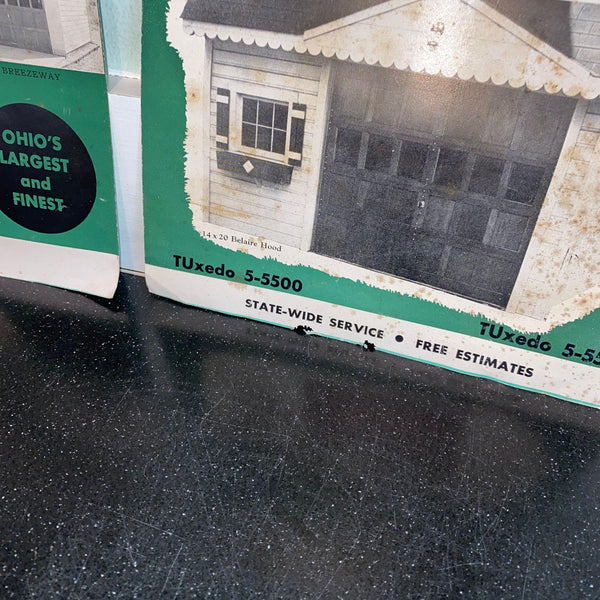 BREEZEWAY
OHIO'S
LARGEST
and
FINEST
14 x 20 Belaire Hood
TUxedo 5-5500
TUxedo 5-55
STATE-WIDE SERVICE • FREE ESTIMATES